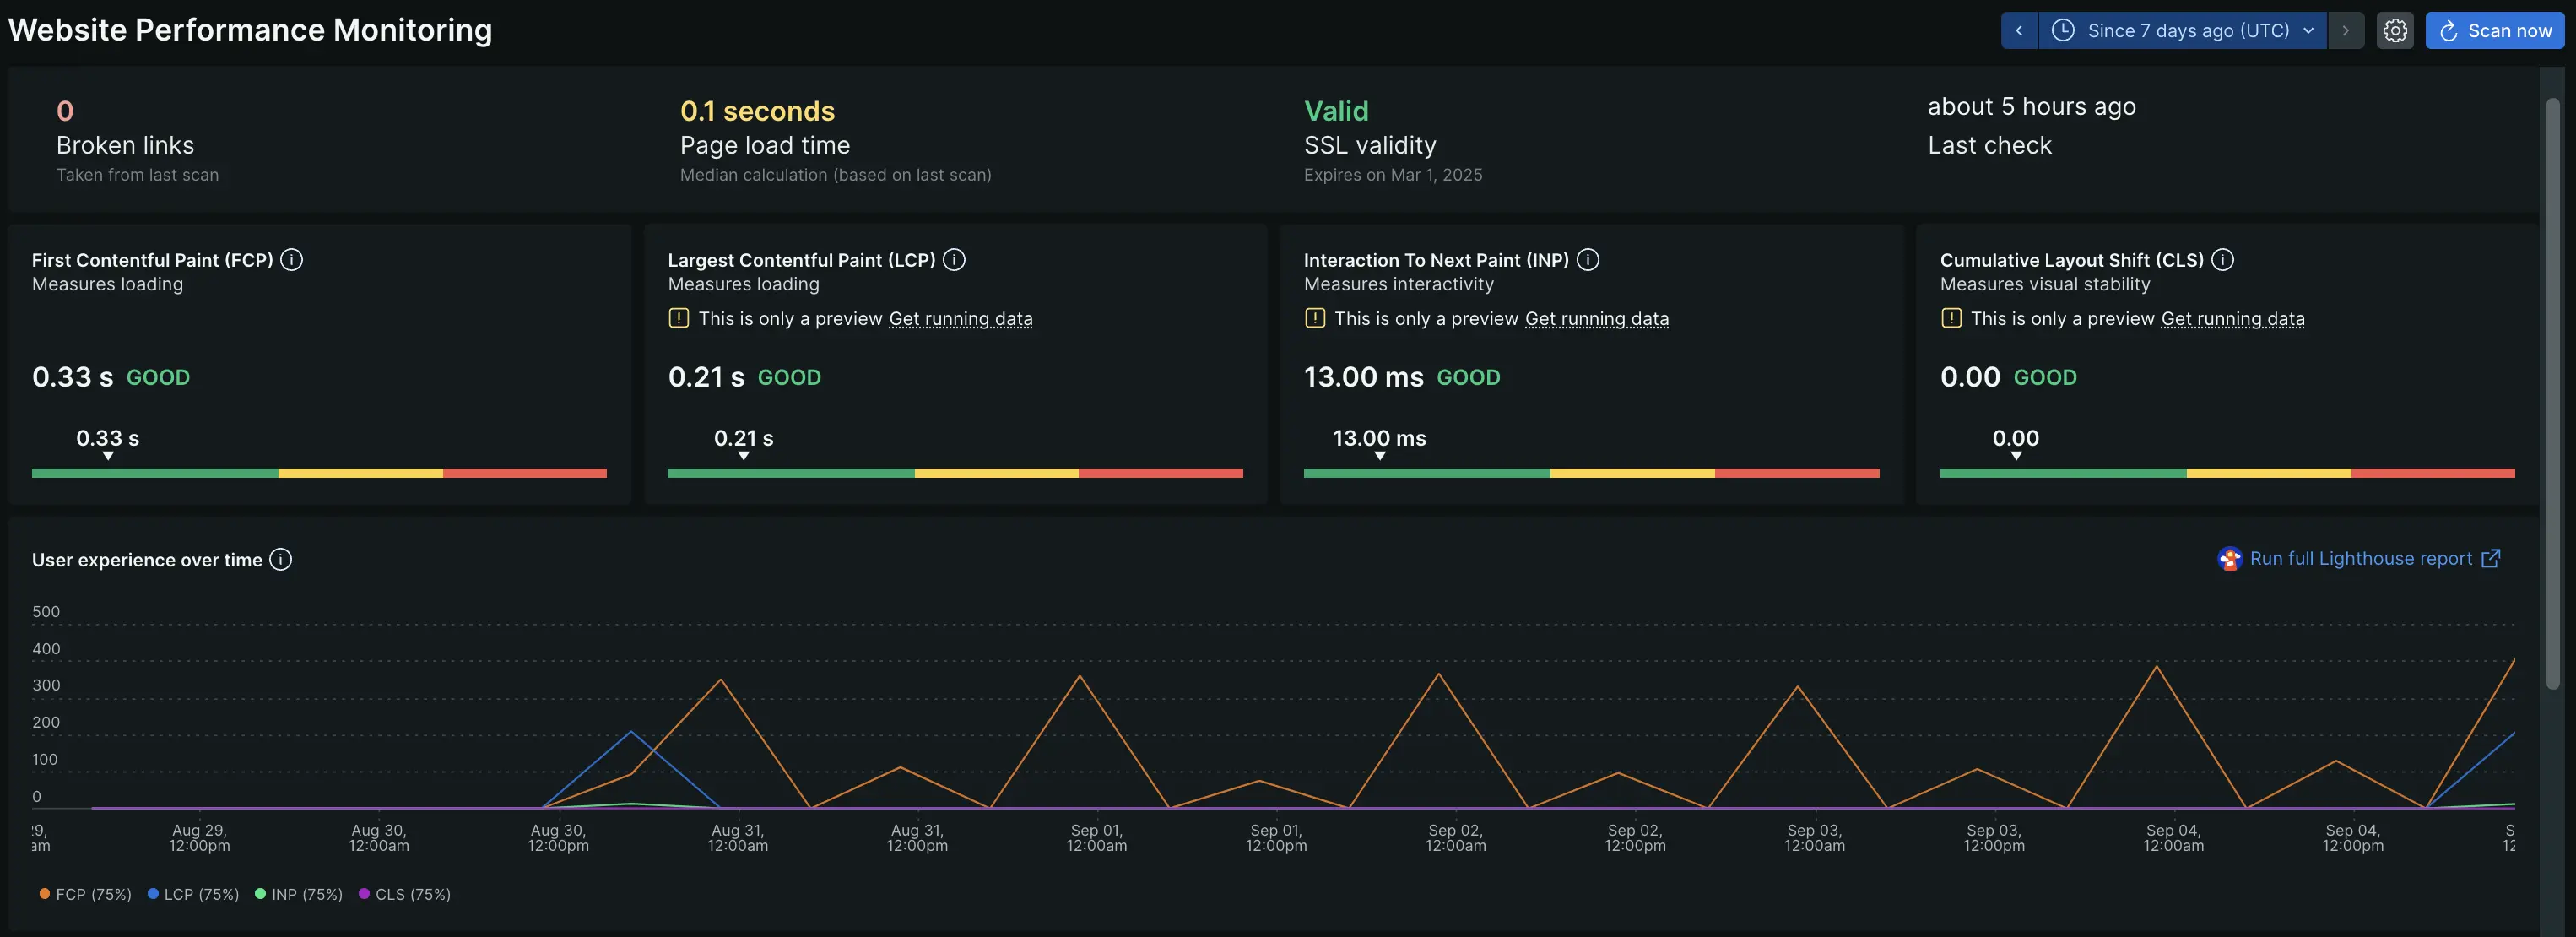 Website Performance Monitoring
Since 7 days ago (UTC)
Scan now
0
Broken links
Taken from last scan
0.1 seconds
Page load time
Median calculation (based on last scan)
Valid
SSL validity
Expires on Mar 1, 2025
about 5 hours ago
Last check
First Contentful Paint (FCP)
Measures loading
0.33 s GOOD
0.33 s
Largest Contentful Paint (LCP)
Measures loading
This is only a preview Get running data
0.21 s GOOD
0.21 s
Interaction To Next Paint (INP)
Measures interactivity
This is only a preview Get running data
13.00 ms GOOD
13.00 ms
Cumulative Layout Shift (CLS)
Measures visual stability
This is only a preview Get running data
0.00 GOOD
0.00
User experience over time
Run full Lighthouse report
500
400
300
200
100
0
29,
am
Aug 29,
12:00pm
Aug 30,
12:00am
Aug 30,
12:00pm
Aug 31,
12:00am
Aug 31,
12:00pm
Sep 01,
12:00am
Sep 01,
12:00pm
Sep 02,
12:00am
Sep 02,
12:00pm
Sep 03,
12:00am
Sep 03,
12:00pm
Sep 04,
12:00am
Sep 04,
12:00pm
S
12
FCP (75%) LCP (75%) INP (75%) CLS (75%)